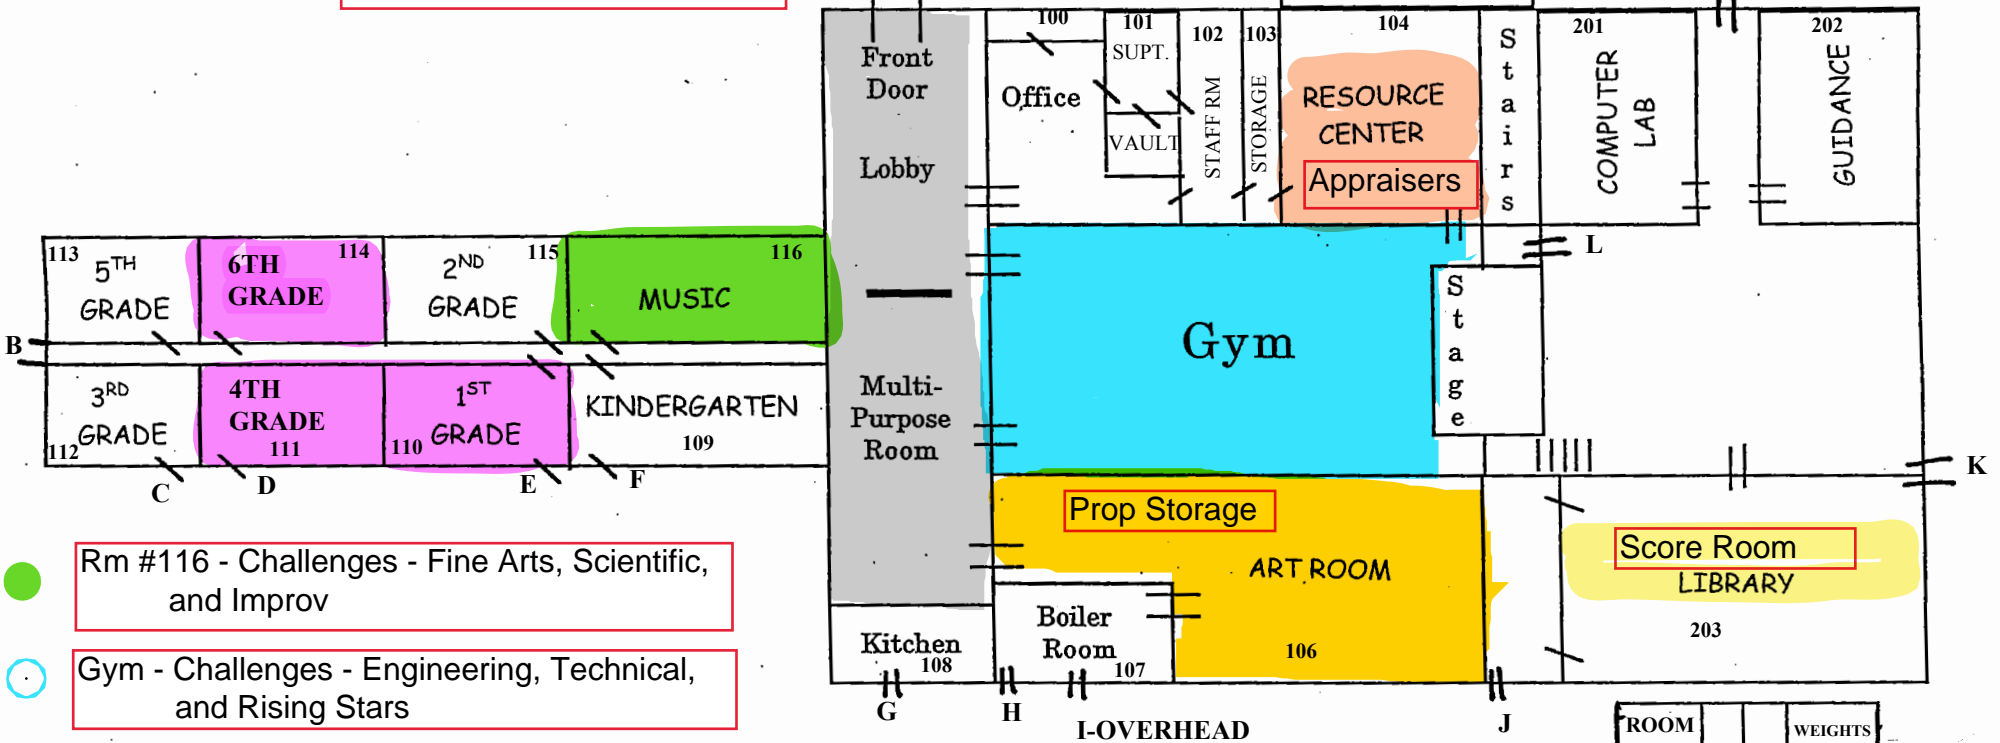 100
101
102
103
104
201
202
SUPT.
Front
Door
Office
VAULT
STAFF RM
STORAGE
RESOURCE
CENTER
Appraisers
Stairs
COMPUTER
LAB
GUIDANCE
Lobby
L
113
5TH
GRADE
6TH
GRADE
114
2ND
GRADE
115
MUSIC
116
B
3RD
GRADE
112
4TH
GRADE
111
110
1ST
GRADE
KINDERGARTEN
109
C
D
E
F
Multi-
Purpose
Room
Gym
Stage
K
Prop Storage
ART ROOM
106
Score Room
LIBRARY
203
Boiler
Room
107
Kitchen
108
G
H
I-OVERHEAD
J
ROOM
WEIGHTS
Rm #116 - Challenges - Fine Arts, Scientific,
and Improv
Gym - Challenges - Engineering, Technical,
and Rising Stars